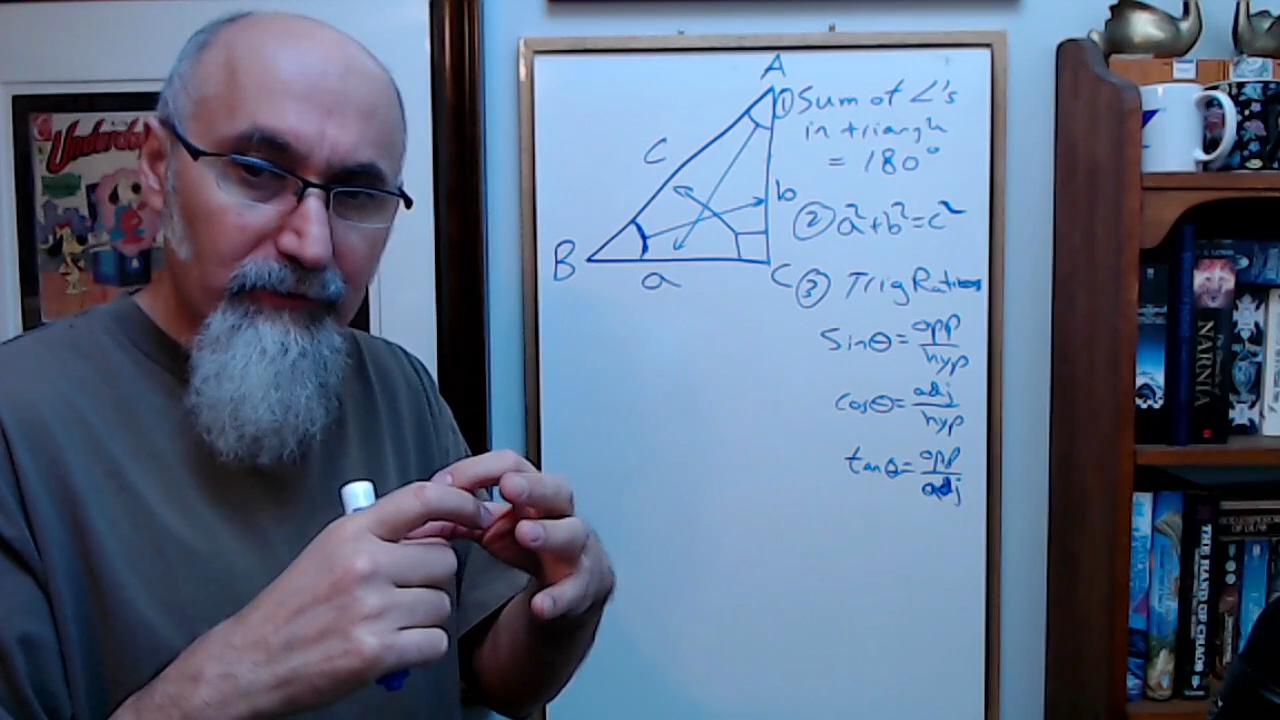 Underdo
A
① Sum of ∠'s
in triangle
= 180°
c
b
② a²+b²=c²
B
a
C
③ Trig Ratios
Sinθ = opp/hyp
cosθ = adj/hyp
tanθ = opp/adj
NARNIA
THE HAND OF CHAOS